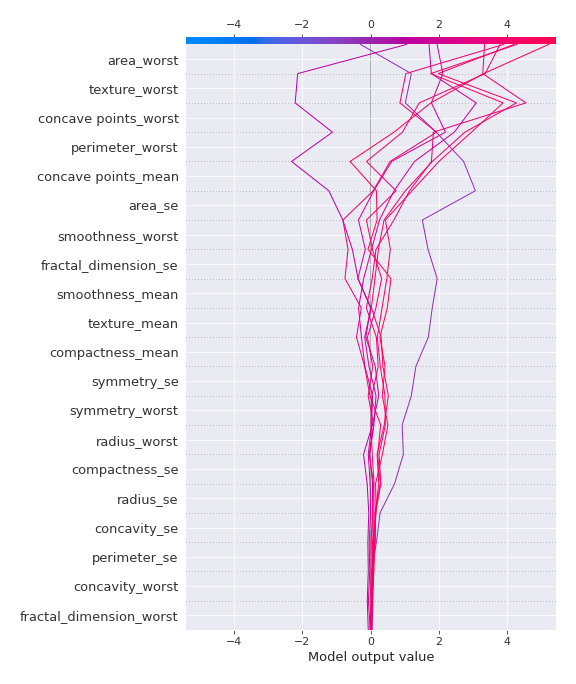 −4 −2 0 2 4
area_worst
texture_worst
concave points_worst
perimeter_worst
concave points_mean
area_se
smoothness_worst
fractal_dimension_se
smoothness_mean
texture_mean
compactness_mean
symmetry_se
symmetry_worst
radius_worst
compactness_se
radius_se
concavity_se
perimeter_se
concavity_worst
fractal_dimension_worst
−4 −2 0 2 4
Model output value